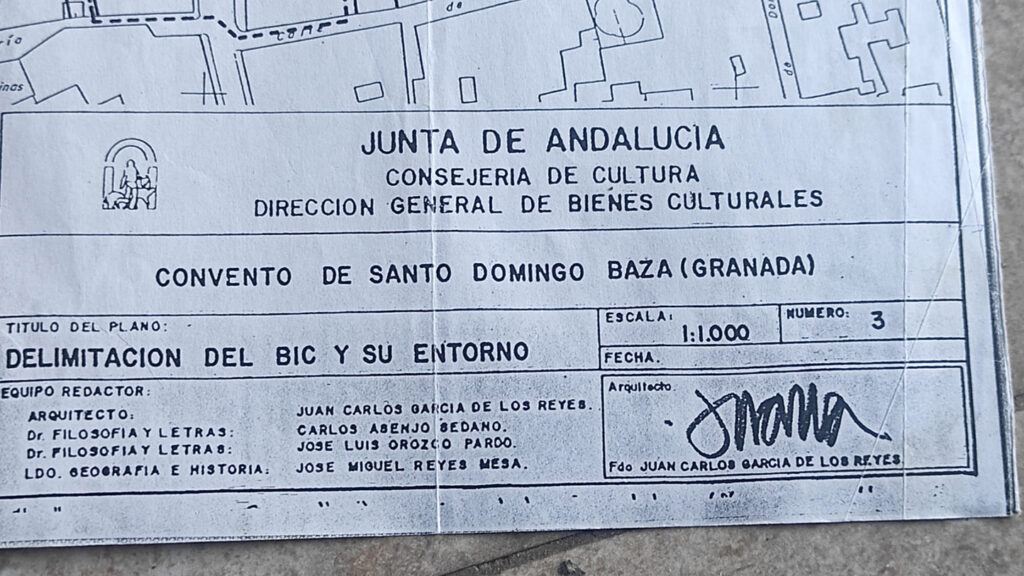 de
de
JUNTA DE ANDALUCIA
CONSEJERIA DE CULTURA
DIRECCION GENERAL DE BIENES CULTURALES
CONVENTO DE SANTO DOMINGO BAZA (GRANADA)
TITULO DEL PLANO:
DELIMITACION DEL BIC Y SU ENTORNO
ESCALA:
1:1.000
NUMERO: 3
FECHA.
EQUIPO REDACTOR:
ARQUITECTO: JUAN CARLOS GARCIA DE LOS REYES.
Dr. FILOSOFIA Y LETRAS: CARLOS ASENJO SEDANO.
Dr. FILOSOFIA Y LETRAS: JOSE LUIS OROZCO PARDO.
LDO. GEOGRAFIA E HISTORIA: JOSE MIGUEL REYES MESA.
Arquitecto.
Fdo JUAN CARLOS GARCIA DE LOS REYES